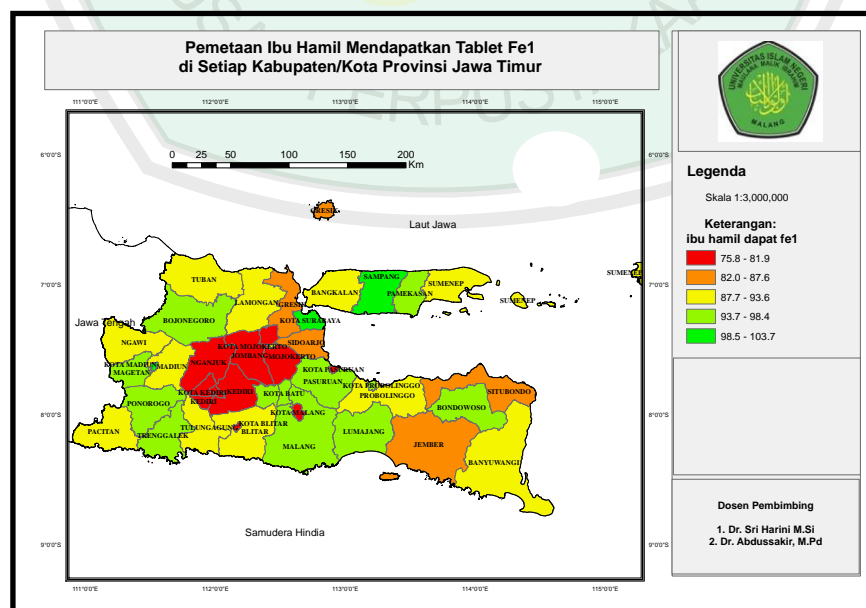 PERPUSTAKAAN
Pemetaan Ibu Hamil Mendapatkan Tablet Fe1
di Setiap Kabupaten/Kota Provinsi Jawa Timur
UNIVERSITAS ISLAM NEGERI
MAULANA MALIK IBRAHIM
MALANG
111°0'0"E 112°0'0"E 113°0'0"E 114°0'0"E 115°0'0"E
6°0'0"S 6°0'0"S
0 25 50 100 150 200
Km
GRESIK
Laut Jawa
SUMENEP
SAMPANG
TUBAN
BANGKALAN
PAMEKASAN
SUMENEP
SUMENEP
7°0'0"S 7°0'0"S
LAMONGAN
GRESIK
BOJONEGORO
KOTA SURABAYA
Jawa Tengah
NGAWI
KOTA MOJOKERTO
SIDOARJO
JOMBANG
MOJOKERTO
KOTA MADIUN
MADIUN
NGANJUK
MAGETAN
KOTA PASURUAN
PASURUAN
KOTA PROBOLINGGO
PROBOLINGGO
SITUBONDO
KOTA KEDIRI
KEDIRI
KEDIRI
KOTA BATU
BONDOWOSO
8°0'0"S 8°0'0"S
PONOROGO
KOTA MALANG
PACITAN
TRENGGALEK
TULUNGAGUNG
KOTA BLITAR
BLITAR
MALANG
LUMAJANG
JEMBER
BANYUWANGI
Samudera Hindia
9°0'0"S 9°0'0"S
111°0'0"E 112°0'0"E 113°0'0"E 114°0'0"E 115°0'0"E
Legenda
Skala 1:3,000,000
Keterangan:
ibu hamil dapat fe1
75.8 - 81.9
82.0 - 87.6
87.7 - 93.6
93.7 - 98.4
98.5 - 103.7
Dosen Pembimbing
1. Dr. Sri Harini M.Si
2. Dr. Abdussakir, M.Pd